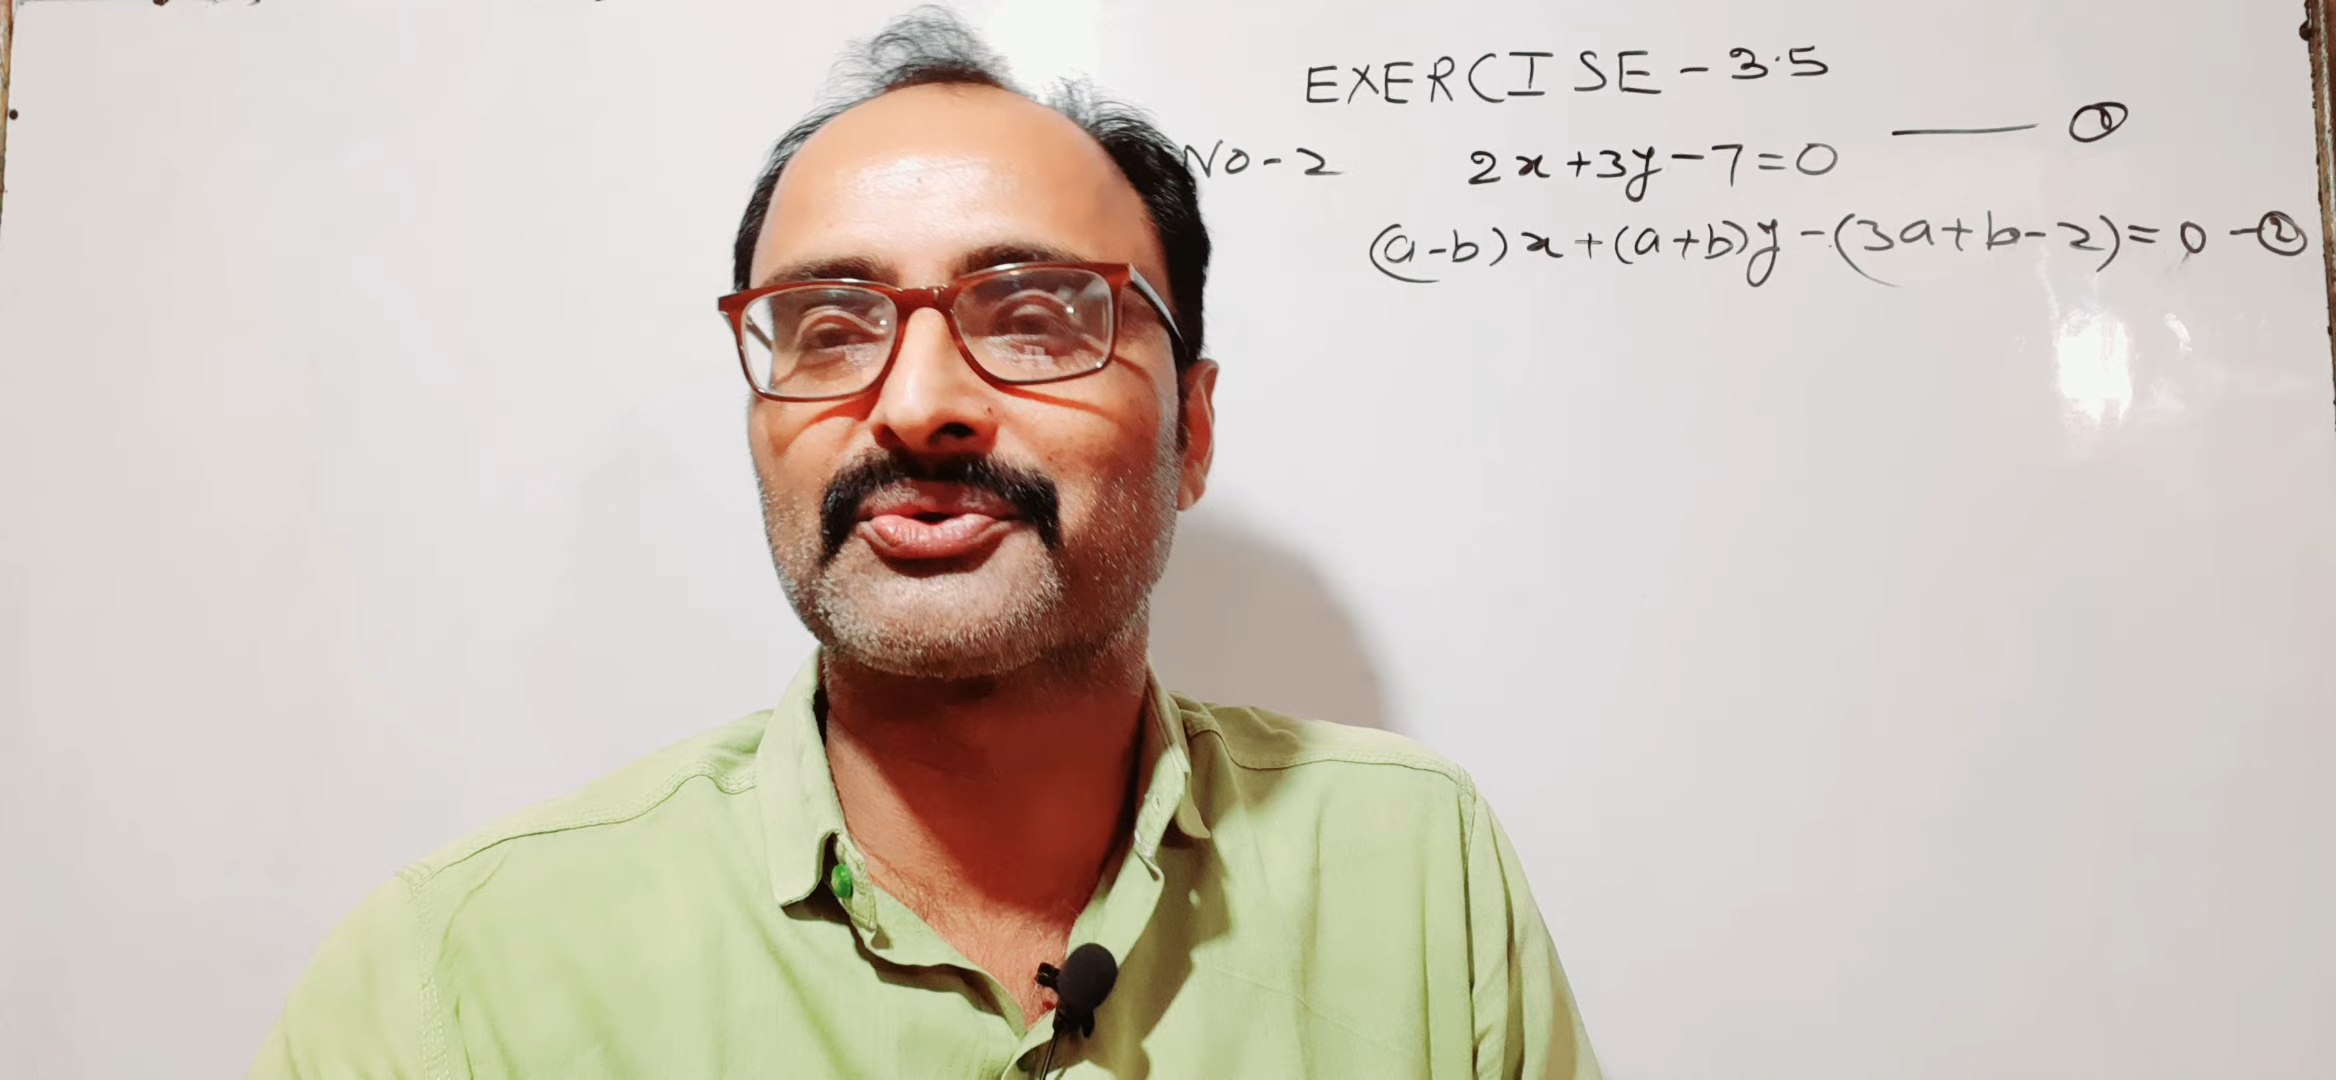 EXERCISE - 3.5
NO-2 2x+3y-7=0 —— ①
(a-b)x+(a+b)y-(3a+b-2)=0 -②